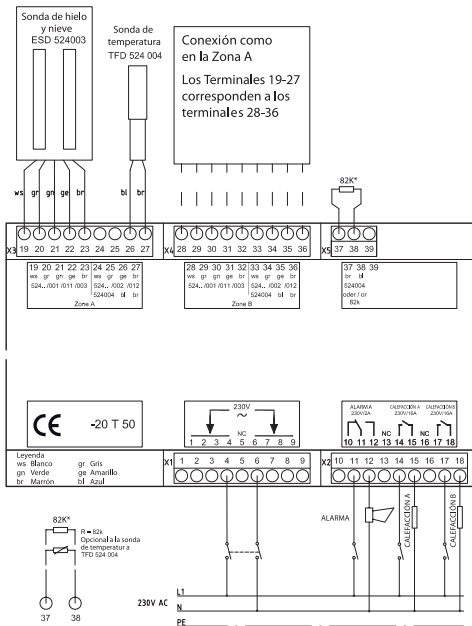 Sonda de hielo
y nieve
ESD 524003
Sonda de
temperatura
TFD 524 004
Conexión como
en la Zona A
Los Terminales 19-27
corresponden a los
terminales 28-36
ws gr gn ge br
bl br
82K*
X3 19 20 21 22 23 24 25 26 27
X4 28 29 30 31 32 33 34 35 36
X5 37 38 39
19 20 21 22 23 24 25 26 27
ws gr gn ge br ws gr ge br
524.. /001 /011 /003 524.. /002 /012
524004 bl br
Zone A
28 29 30 31 32 33 34 35 36
ws gr gn ge br ws gr ge br
524.. /001 /011 /003 524.. /002 /012
524004 bl br
Zone B
37 38 39
br bl
524004
oder / or
82k
CE -20 T 50
230V
~
NC
1 2 3 4 5 6 7 8 9
ALARMA CALEFACCIÓN A CALEFACCIÓN B
230V/2A 230V/16A 230V/16A
NC NC
10 11 12 13 14 15 16 17 18
Leyenda
ws Blanco gr Gris
gn Verde ge Amarillo
br Marrón bl Azul
X1 1 2 3 4 5 6 7 8 9
X2 10 11 12 13 14 15 16 17 18
82K*
R = 82k
Opcional a la sonda
de temperatura
TFD 524 004
37 38
ALARMA
CALEFACCIÓN A
CALEFACCIÓN B
230V AC
L1
N
PE